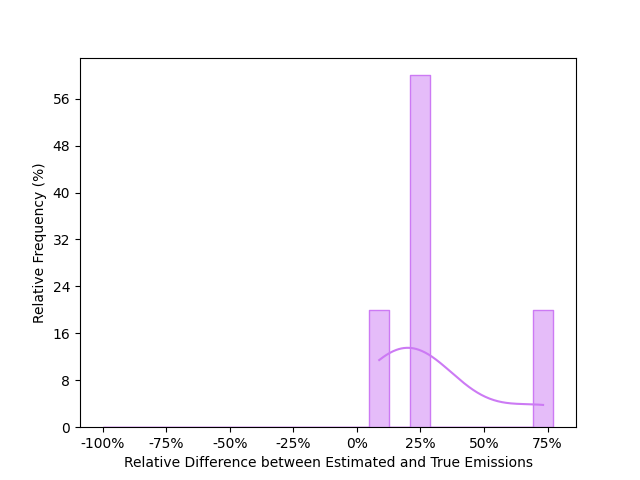 56
48
40
32
24
16
8
0
Relative Frequency (%)
-100% -75% -50% -25% 0% 25% 50% 75%
Relative Difference between Estimated and True Emissions